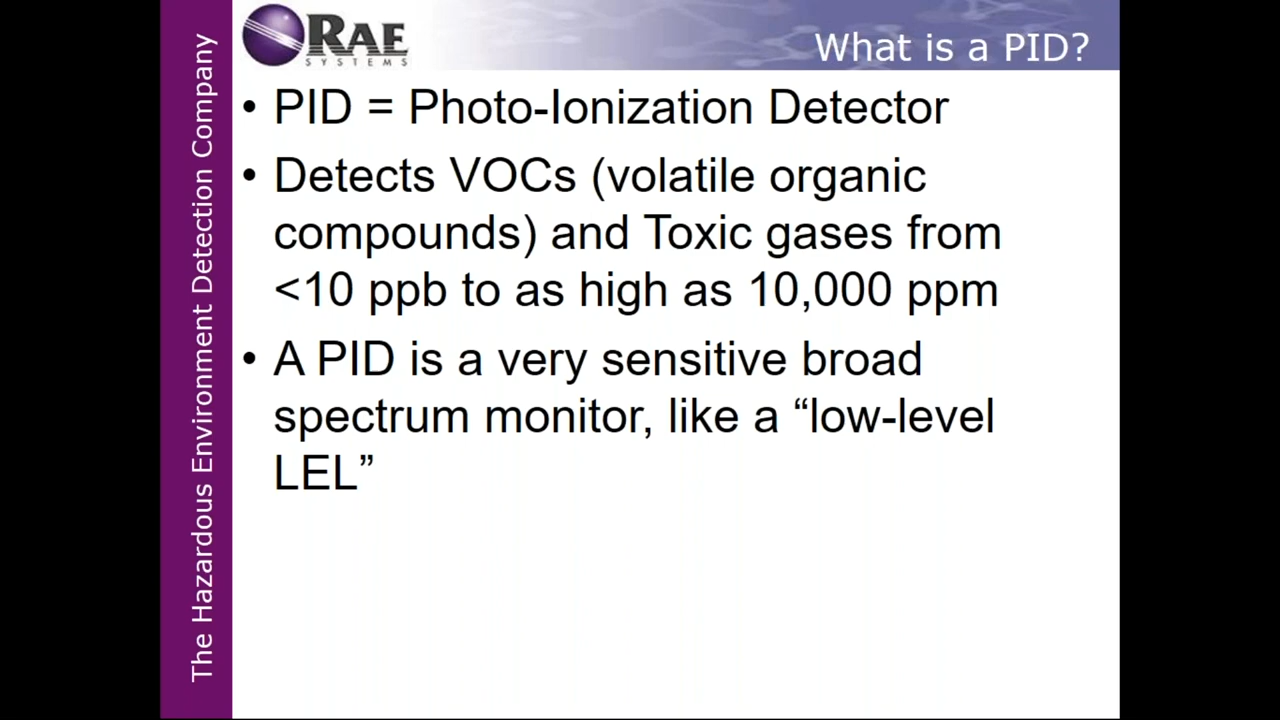 The Hazardous Environment Detection Company
RAE
SYSTEMS
What is a PID?
• PID = Photo-Ionization Detector
• Detects VOCs (volatile organic
compounds) and Toxic gases from
<10 ppb to as high as 10,000 ppm
• A PID is a very sensitive broad
spectrum monitor, like a “low-level
LEL”